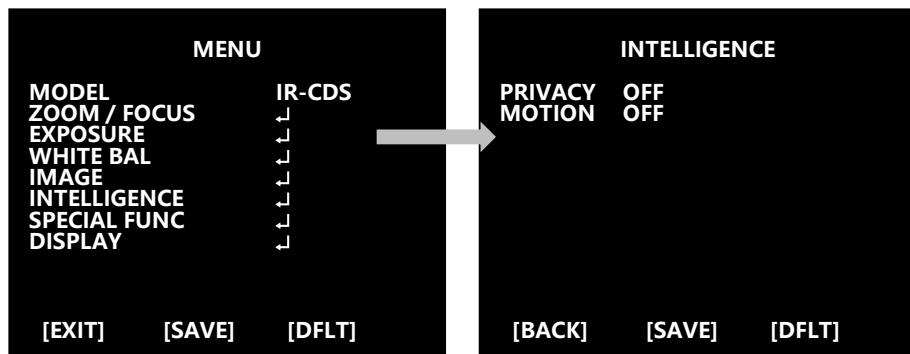 MENU
MODEL IR-CDS
ZOOM / FOCUS ↵
EXPOSURE ↵
WHITE BAL ↵
IMAGE ↵
INTELLIGENCE ↵
SPECIAL FUNC ↵
DISPLAY ↵
[EXIT] [SAVE] [DFLT]
INTELLIGENCE
PRIVACY OFF
MOTION OFF
[BACK] [SAVE] [DFLT]